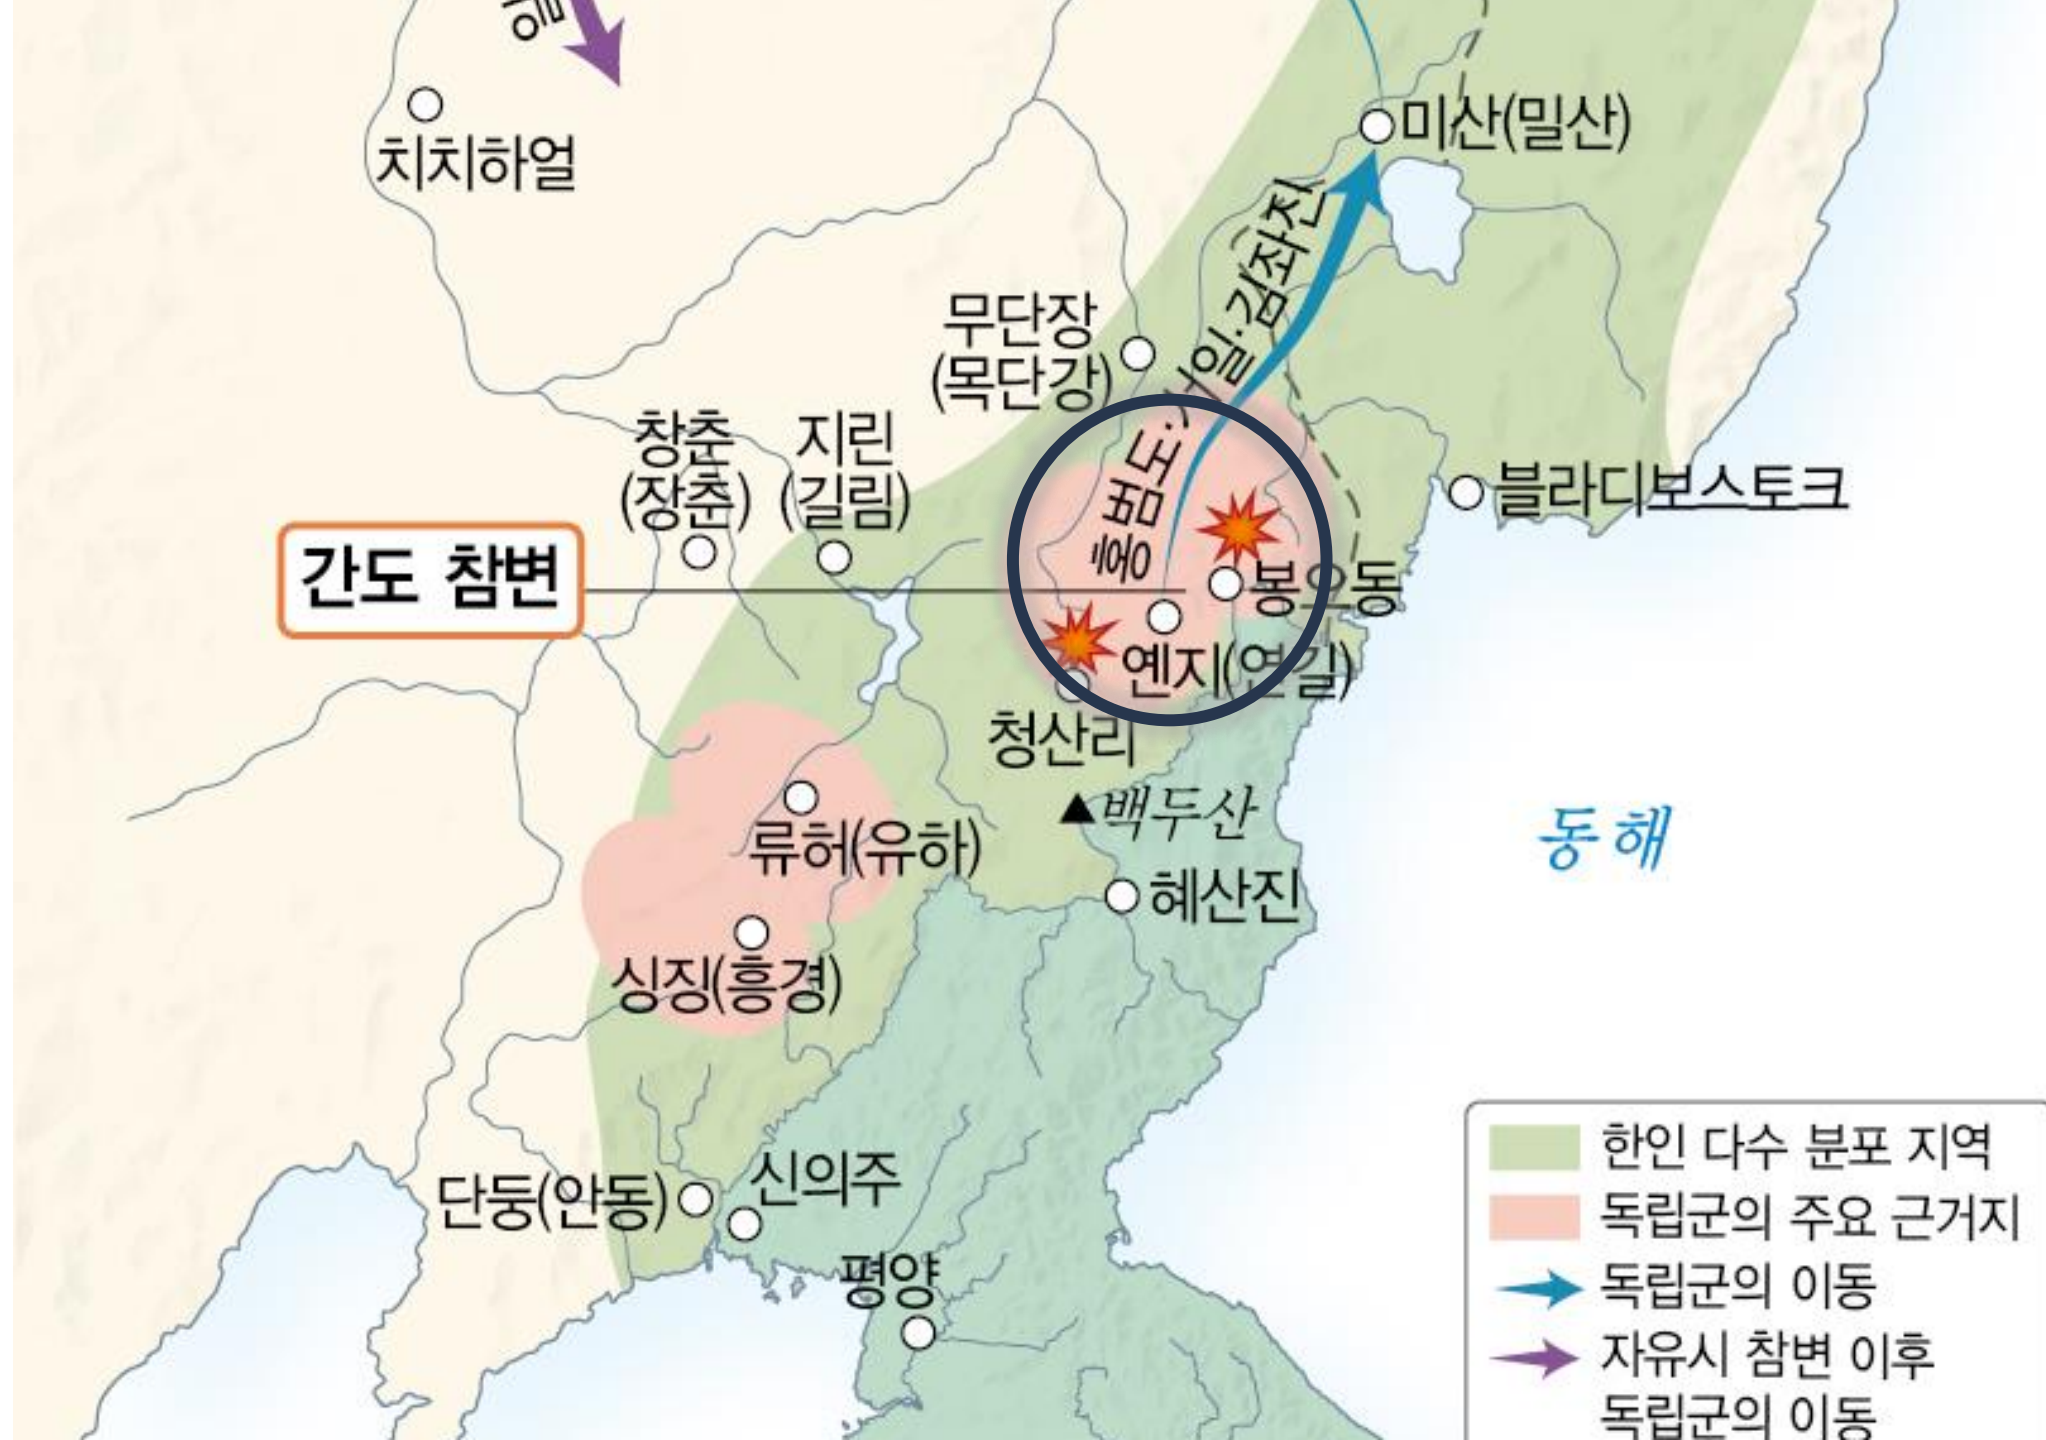 일
치치하얼
미산(밀산)
홍범도·서일·김좌진
무단장
(목단강)
창춘
(장춘)
지린
(길림)
블라디보스토크
간도 참변
봉오동
옌지(연길)
청산리
백두산
동해
류허(유하)
혜산진
싱징(흥경)
단둥(안동)
신의주
평양
한인 다수 분포 지역
독립군의 주요 근거지
독립군의 이동
자유시 참변 이후
독립군의 이동